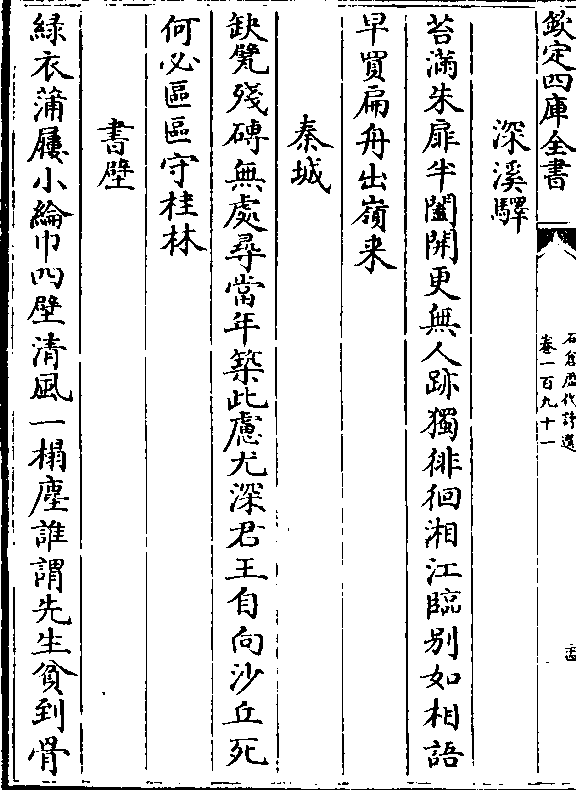 欽定四庫全書
石倉歴代詩選
卷一百九十一
深溪驛
苔滿朱扉半闔開更無人跡獨徘徊湘江臨别如相語
早買扁舟出嶺来
秦城
缺甓殘磚無處尋當年築此慮尤深君王自向沙丘死
何必區區守桂林
書壁
緑衣蒲屨小綸巾四壁清風一榻塵誰謂先生貧到骨